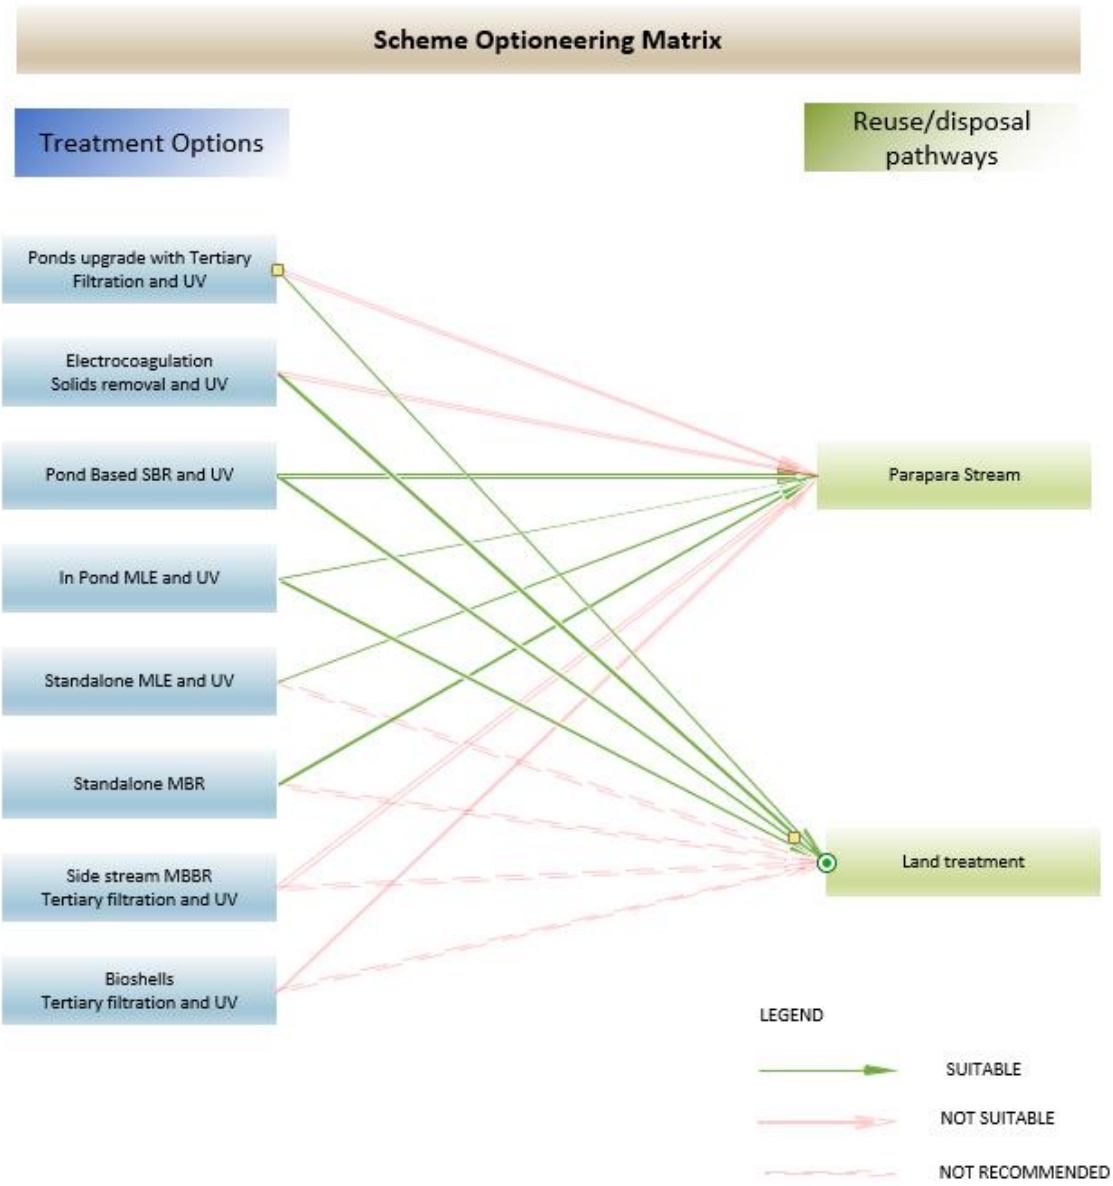 Scheme Optioneering Matrix
Treatment Options
Reuse/disposal
pathways
Ponds upgrade with Tertiary
Filtration and UV
Electrocoagulation
Solids removal and UV
Pond Based SBR and UV
Parapara Stream
In Pond MLE and UV
Standalone MLE and UV
Standalone MBR
Side stream MBBR
Tertiary filtration and UV
Land treatment
Bioshells
Tertiary filtration and UV
LEGEND
SUITABLE
NOT SUITABLE
NOT RECOMMENDED